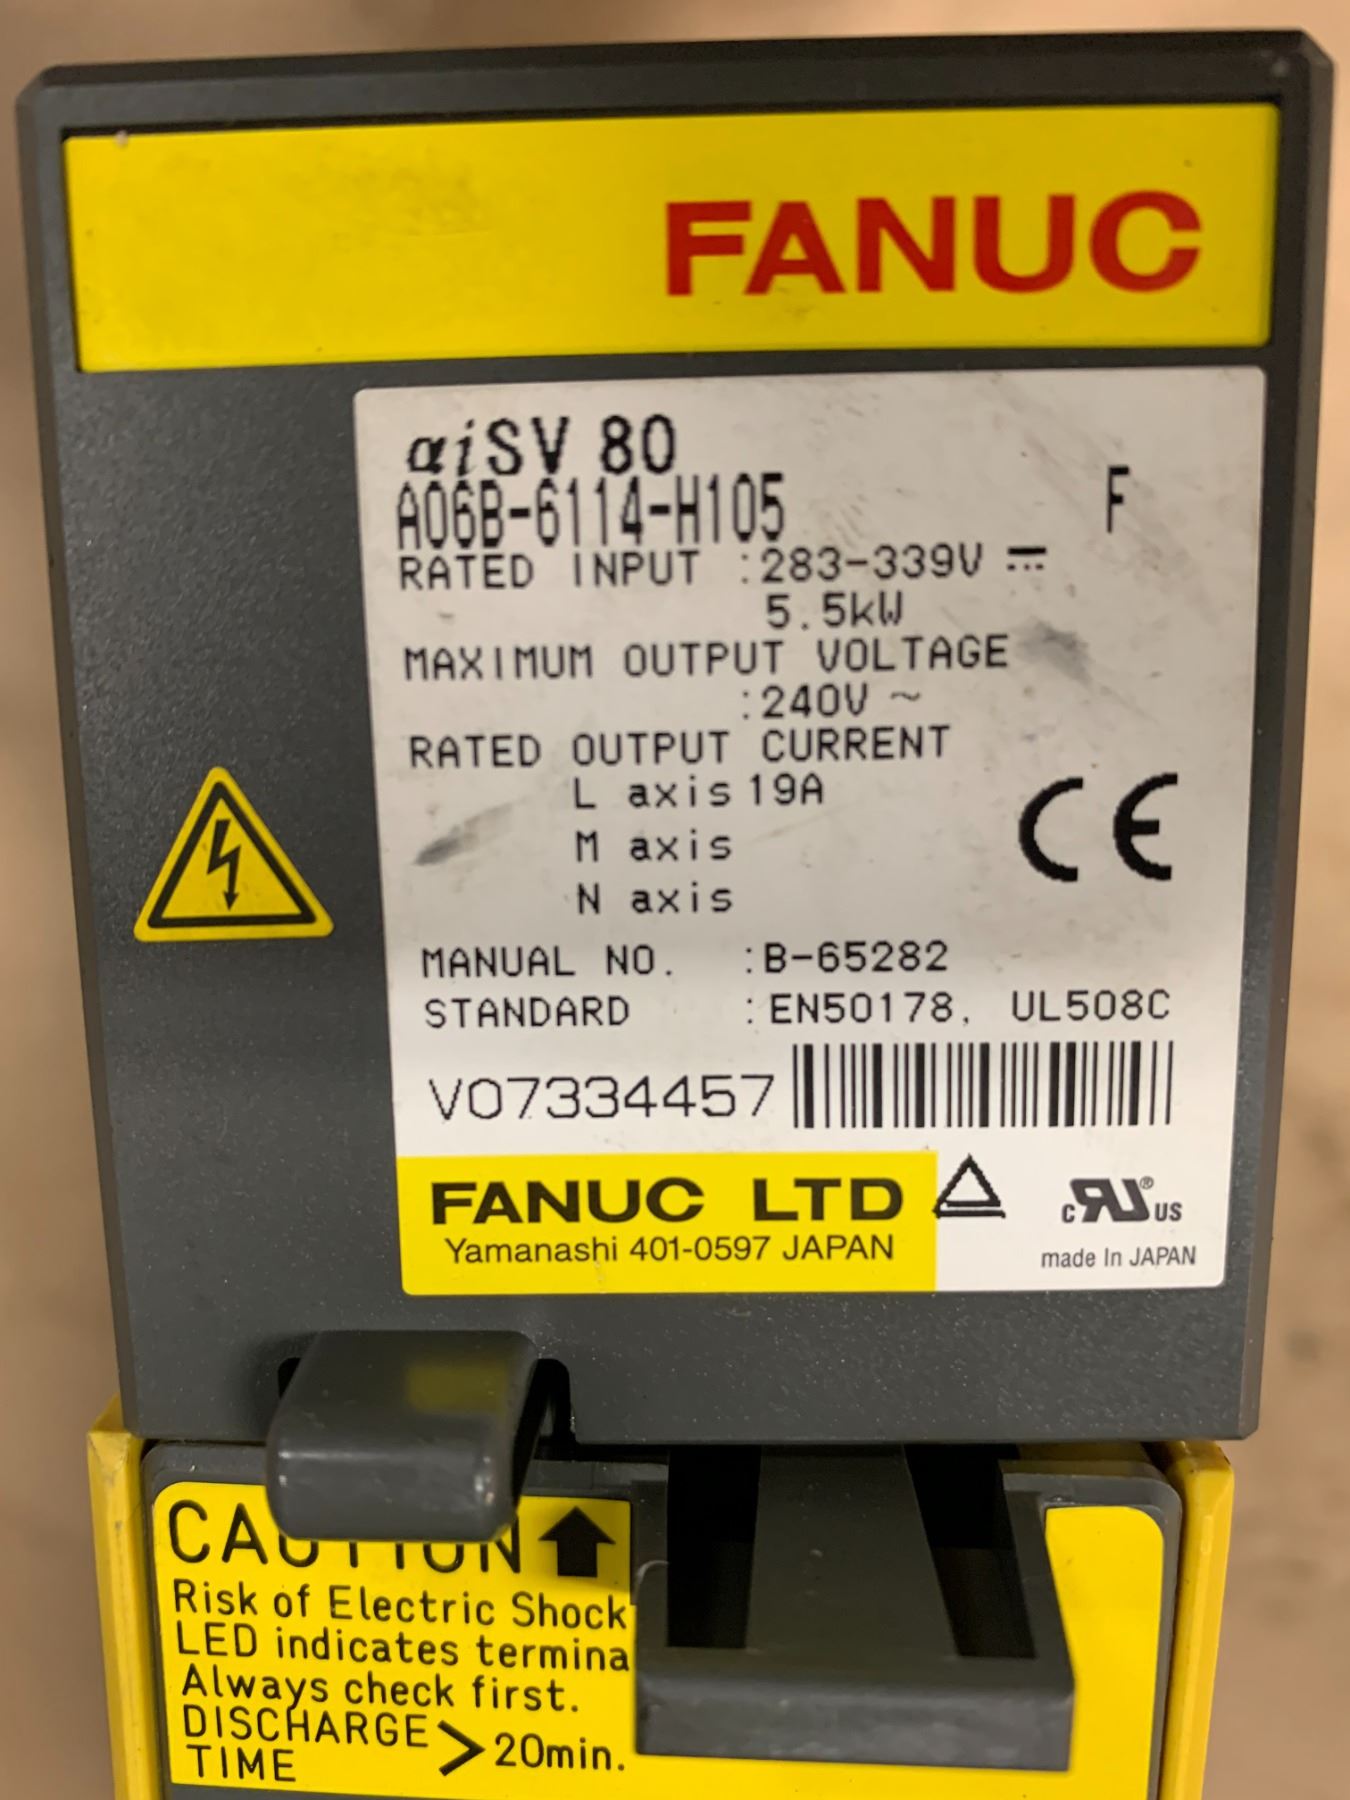 FANUC
αiSV 80
A06B-6114-H105 F
RATED INPUT :283-339V ⎓
5.5kW
MAXIMUM OUTPUT VOLTAGE
:240V ~
RATED OUTPUT CURRENT
L axis 19A
M axis
N axis
CE
MANUAL NO. :B-65282
STANDARD :EN50178, UL508C
V07334457
FANUC LTD
Yamanashi 401-0597 JAPAN
c RU ® US
made In JAPAN
CAUTION
Risk of Electric Shock
LED indicates termina
Always check first.
DISCHARGE
TIME > 20min.